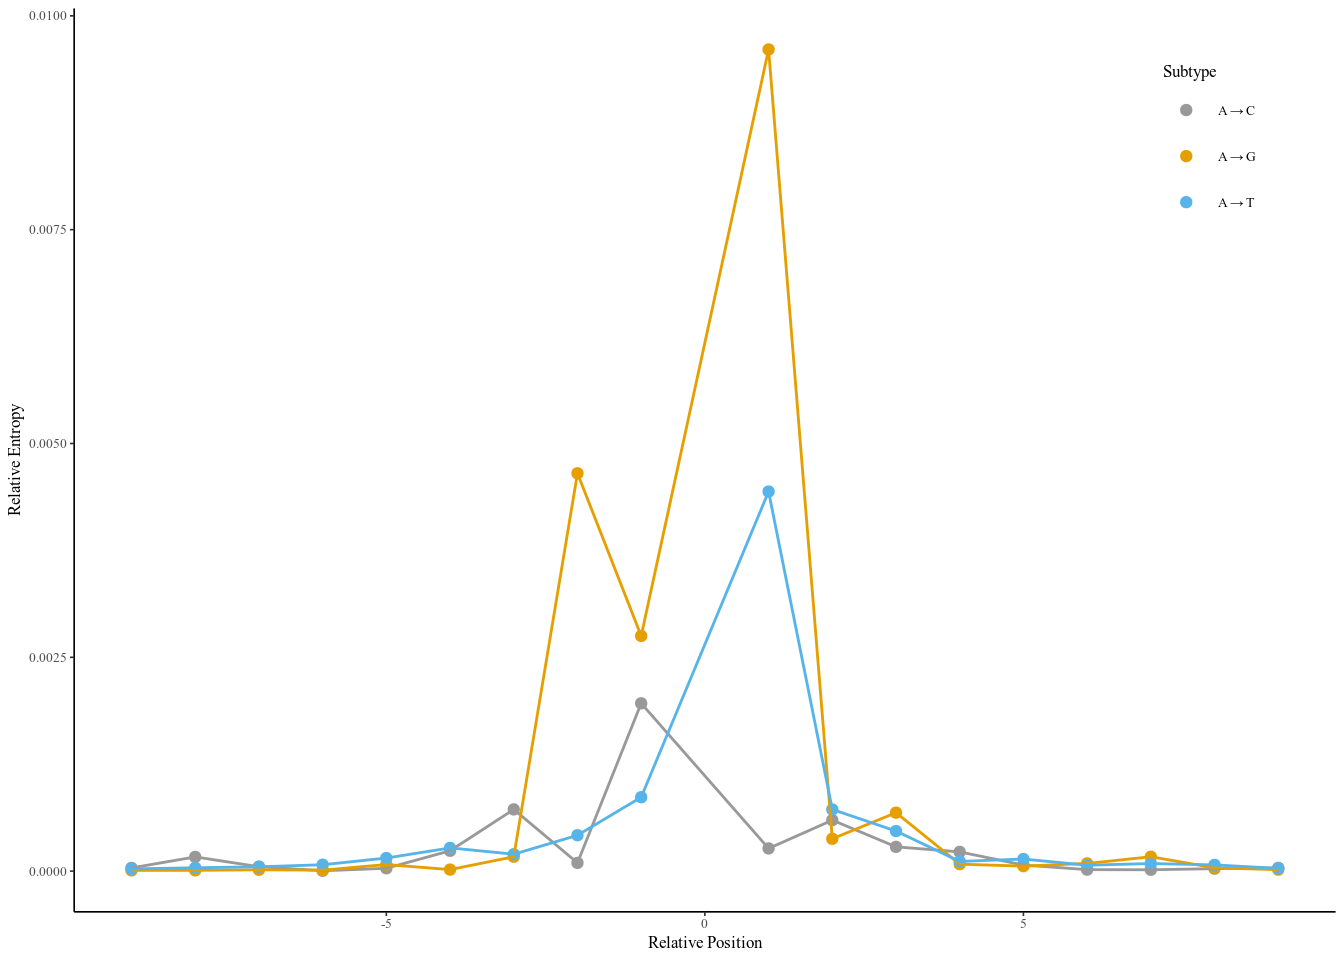 0.0100
0.0075
0.0050
0.0025
0.0000
Relative Entropy
-5
0
5
Relative Position
Subtype
A→C
A→G
A→T